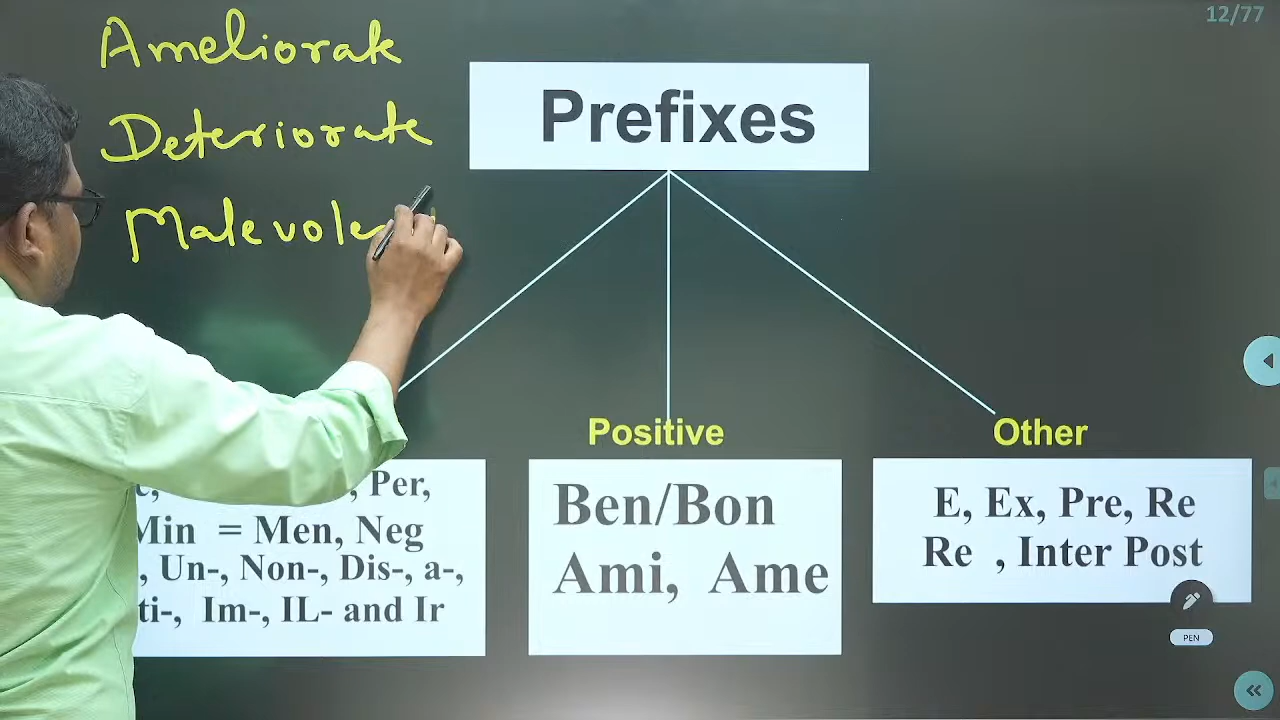 12/77
Ameliorate
Deteriorate
Malevole
Prefixes
Positive
Other
Per,
Min = Men, Neg
, Un-, Non-, Dis-, a-,
ti-, Im-, IL- and Ir
Ben/Bon
Ami, Ame
E, Ex, Pre, Re
Re , Inter Post
PEN